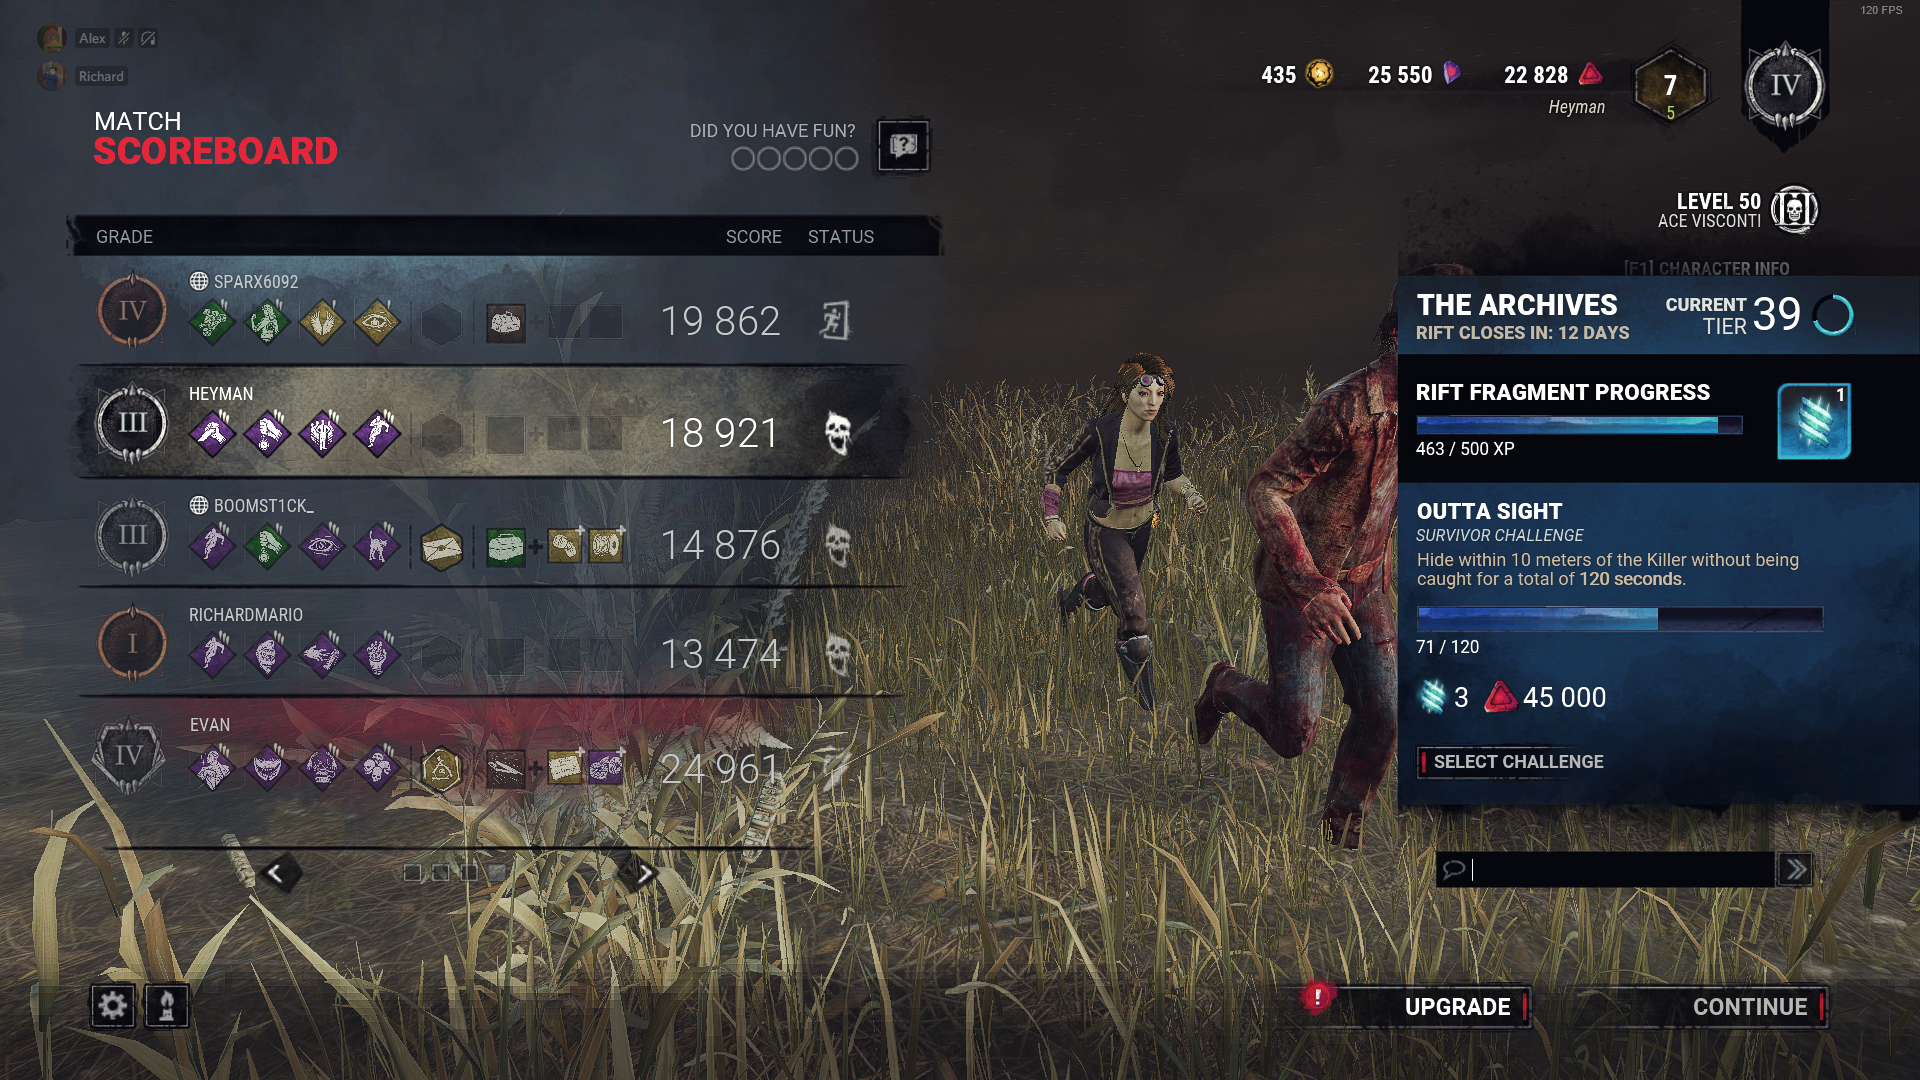 120 FPS
Alex
Richard
435
25 550
22 828
Heyman
7
5
IV
MATCH
SCOREBOARD
DID YOU HAVE FUN?
LEVEL 50
ACE VISCONTI
[F1] CHARACTER INFO
GRADE SCORE STATUS
IV
SPARX6092
19 862
III
HEYMAN
18 921
III
BOOMST1CK_
14 876
I
RICHARDMARIO
13 474
IV
EVAN
24 961
THE ARCHIVES
RIFT CLOSES IN: 12 DAYS
CURRENT
TIER 39
RIFT FRAGMENT PROGRESS
1
463 / 500 XP
OUTTA SIGHT
SURVIVOR CHALLENGE
Hide within 10 meters of the Killer without being
caught for a total of 120 seconds.
71 / 120
3 45 000
SELECT CHALLENGE
!
UPGRADE
CONTINUE